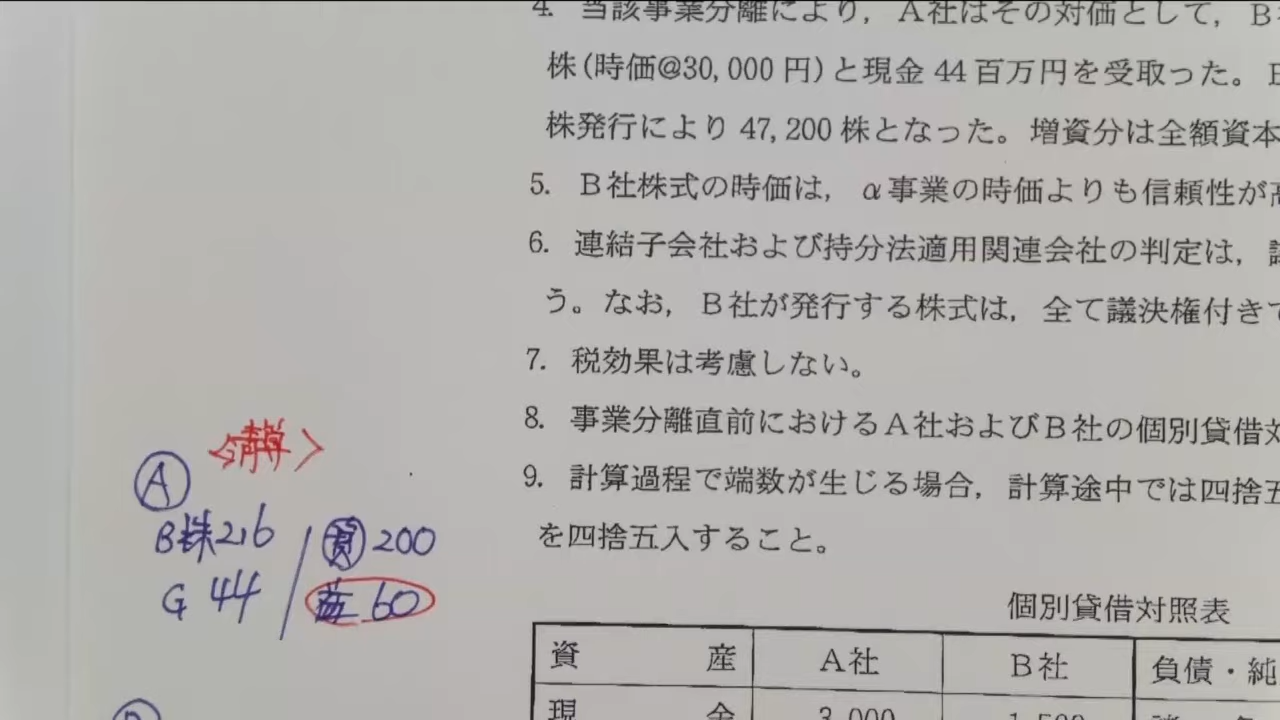 4. 当該事業分離により，A社はその対価として，B
株(時価@30,000円)と現金44百万円を受取った。
株発行により 47,200 株となった。増資分は全額資本
5. B社株式の時価は，α事業の時価よりも信頼性が高
6. 連結子会社および持分法適用関連会社の判定は，議
う。なお，B社が発行する株式は，全て議決権付きで
7. 税効果は考慮しない。
8. 事業分離直前におけるA社およびB社の個別貸借対
9. 計算過程で端数が生じる場合，計算途中では四捨五
を四捨五入すること。
個別貸借対照表
資産 A社 B社 負債・純
現金 3,000 1,500
<清算>
A
B株216 / 資 200
G 44 60